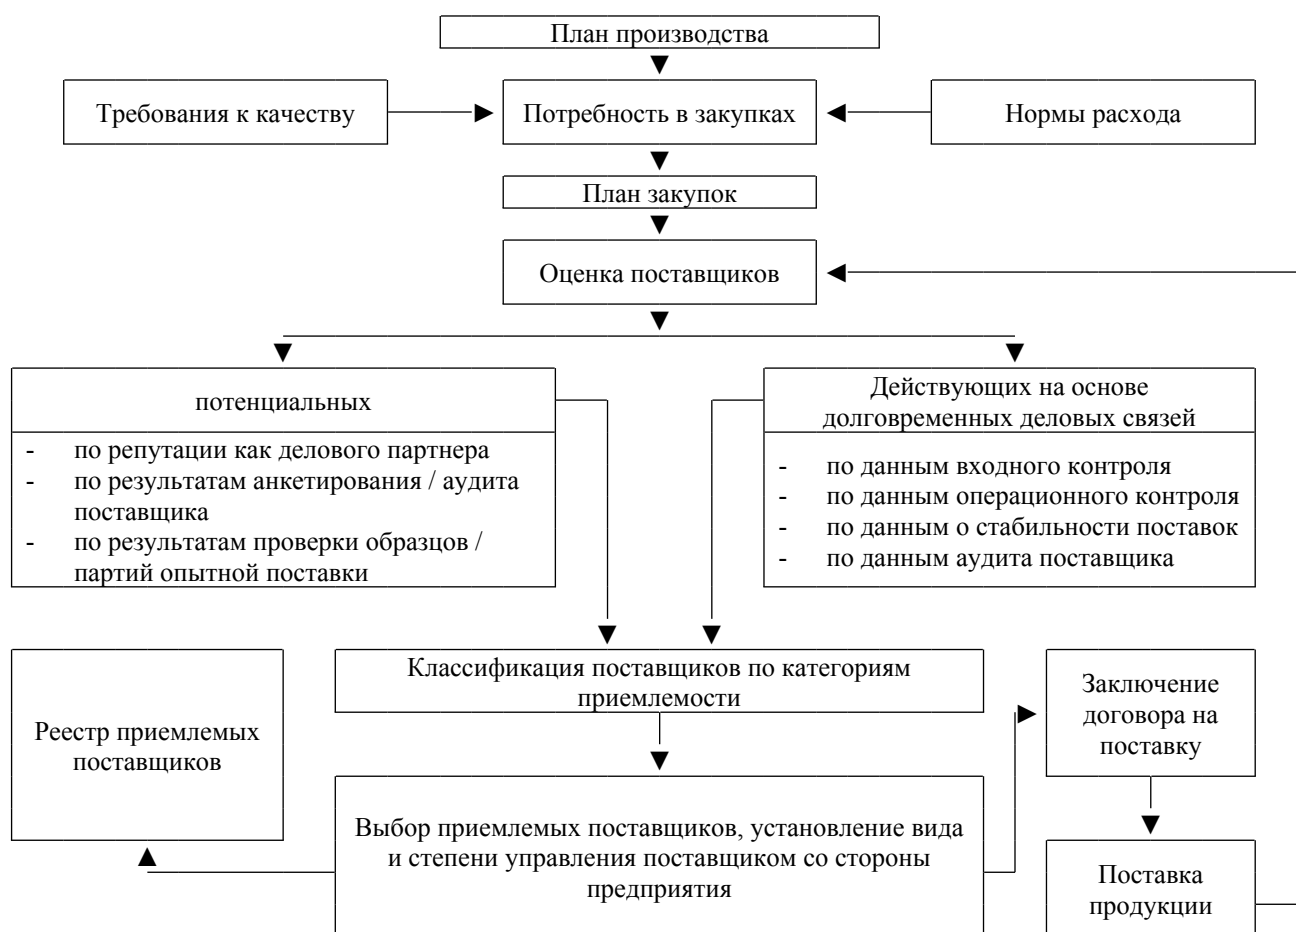 План производства
Требования к качеству
Потребность в закупках
Нормы расхода
План закупок
Оценка поставщиков
потенциальных
- по репутации как делового партнера
- по результатам анкетирования / аудита
поставщика
- по результатам проверки образцов /
партий опытной поставки
Действующих на основе
долговременных деловых связей
- по данным входного контроля
- по данным операционного контроля
- по данным о стабильности поставок
- по данным аудита поставщика
Реестр приемлемых
поставщиков
Классификация поставщиков по категориям
приемлемости
Заключение
договора на
поставку
Выбор приемлемых поставщиков, установление вида
и степени управления поставщиком со стороны
предприятия
Поставка
продукции